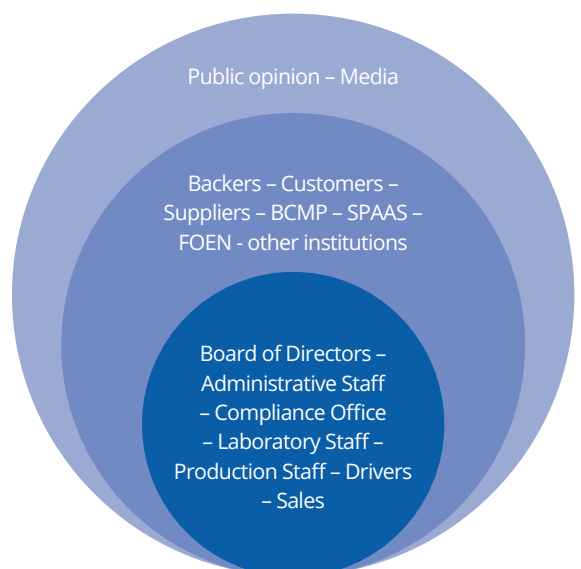 Public opinion – Media
Backers – Customers –
Suppliers – BCMP – SPAAS –
FOEN - other institutions
Board of Directors –
Administrative Staff
– Compliance Office
– Laboratory Staff –
Production Staff – Drivers
– Sales